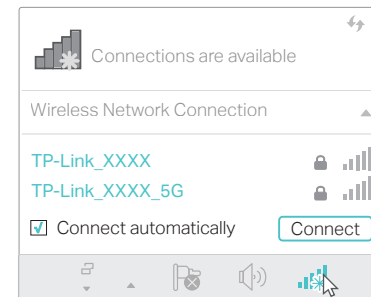 Connections are available
Wireless Network Connection
TP-Link_XXXX
TP-Link_XXXX_5G
Connect automatically
Connect